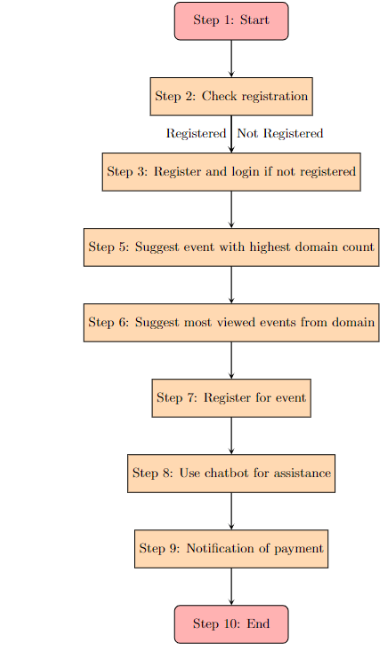 Step 1: Start
Step 2: Check registration
Registered Not Registered
Step 3: Register and login if not registered
Step 5: Suggest event with highest domain count
Step 6: Suggest most viewed events from domain
Step 7: Register for event
Step 8: Use chatbot for assistance
Step 9: Notification of payment
Step 10: End